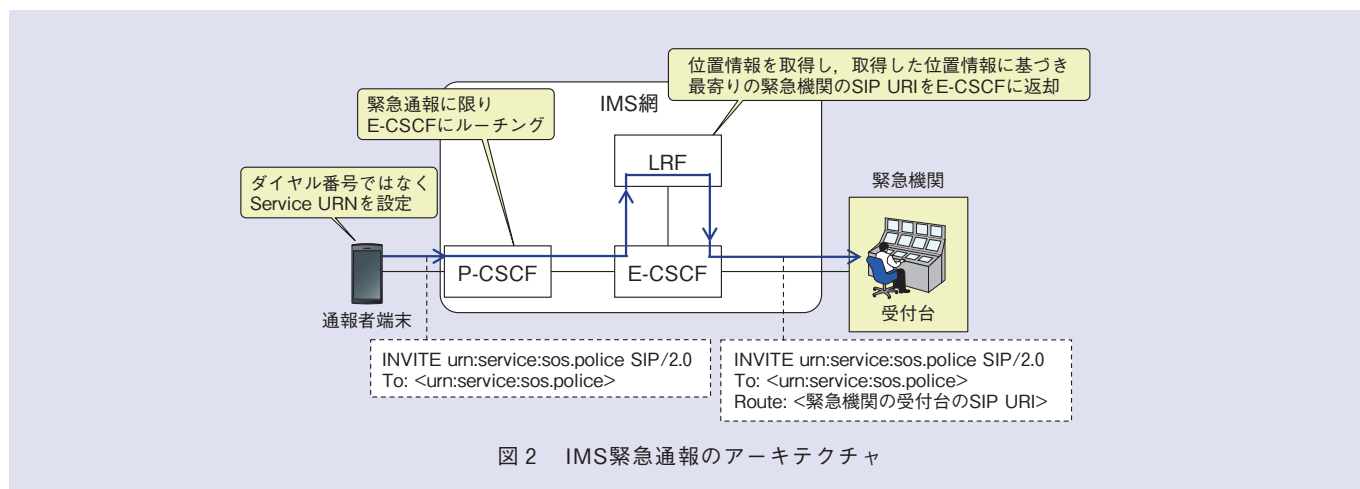 位置情報を取得し，取得した位置情報に基づき
最寄りの緊急機関のSIP URIをE-CSCFに返却
緊急通報に限り
E-CSCFにルーチング
IMS網
LRF
ダイヤル番号ではなく
Service URNを設定
緊急機関
P-CSCF
E-CSCF
通報者端末
受付台
INVITE urn:service:sos.police SIP/2.0
To: <urn:service:sos.police>
INVITE urn:service:sos.police SIP/2.0
To: <urn:service:sos.police>
Route: <緊急機関の受付台のSIP URI>
図2 IMS緊急通報のアーキテクチャ